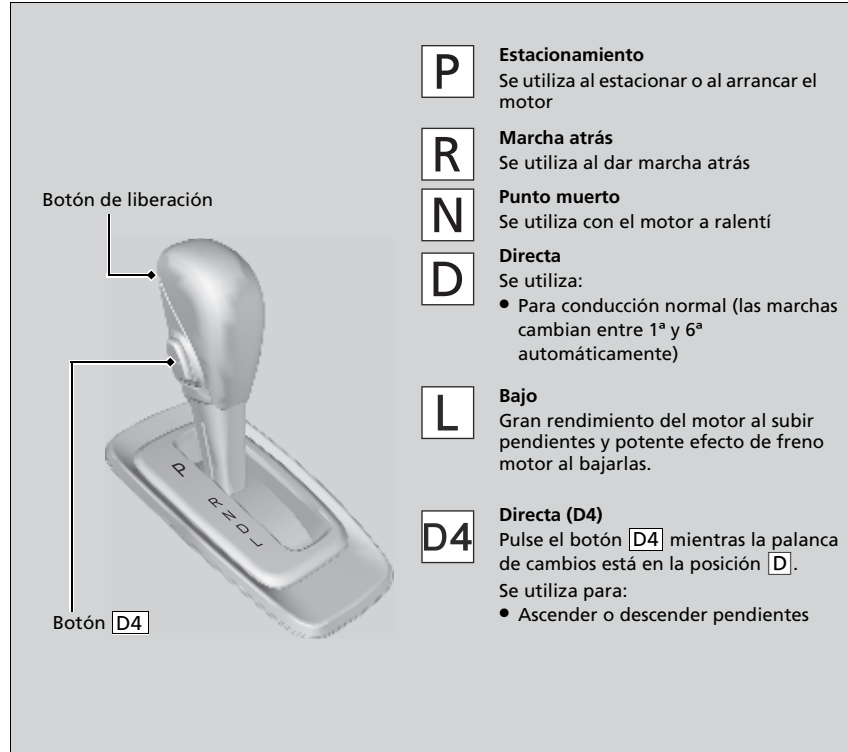 Botón de liberación
Botón D4
P
R
N
D
L
P
Estacionamiento
Se utiliza al estacionar o al arrancar el
motor
R
Marcha atrás
Se utiliza al dar marcha atrás
N
Punto muerto
Se utiliza con el motor a ralentí
D
Directa
Se utiliza:
● Para conducción normal (las marchas
cambian entre 1ª y 6ª
automáticamente)
L
Bajo
Gran rendimiento del motor al subir
pendientes y potente efecto de freno
motor al bajarlas.
D4
Directa (D4)
Pulse el botón D4 mientras la palanca
de cambios está en la posición D.
Se utiliza para:
● Ascender o descender pendientes